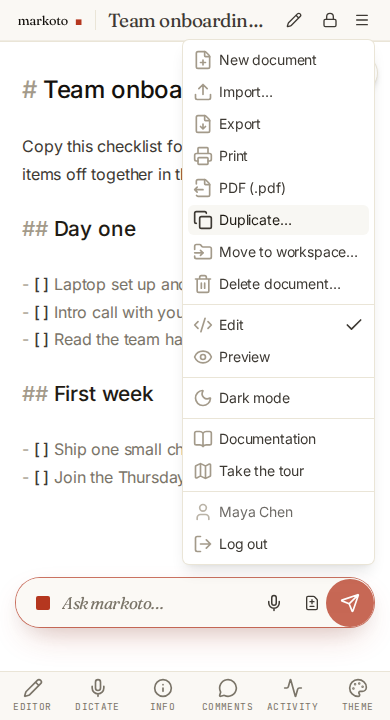 markoto
Team onboardin...
# Team onboa
Copy this checklist fo
items off together in th
## Day one
- [ ] Laptop set up and
- [ ] Intro call with you
- [ ] Read the team ha
## First week
- [ ] Ship one small ch
- [ ] Join the Thursday
New document
Import...
Export
Print
PDF (.pdf)
Duplicate...
Move to workspace...
Delete document...
Edit
Preview
Dark mode
Documentation
Take the tour
Maya Chen
Log out
Ask markoto...
EDITOR
DICTATE
INFO
COMMENTS
ACTIVITY
THEME